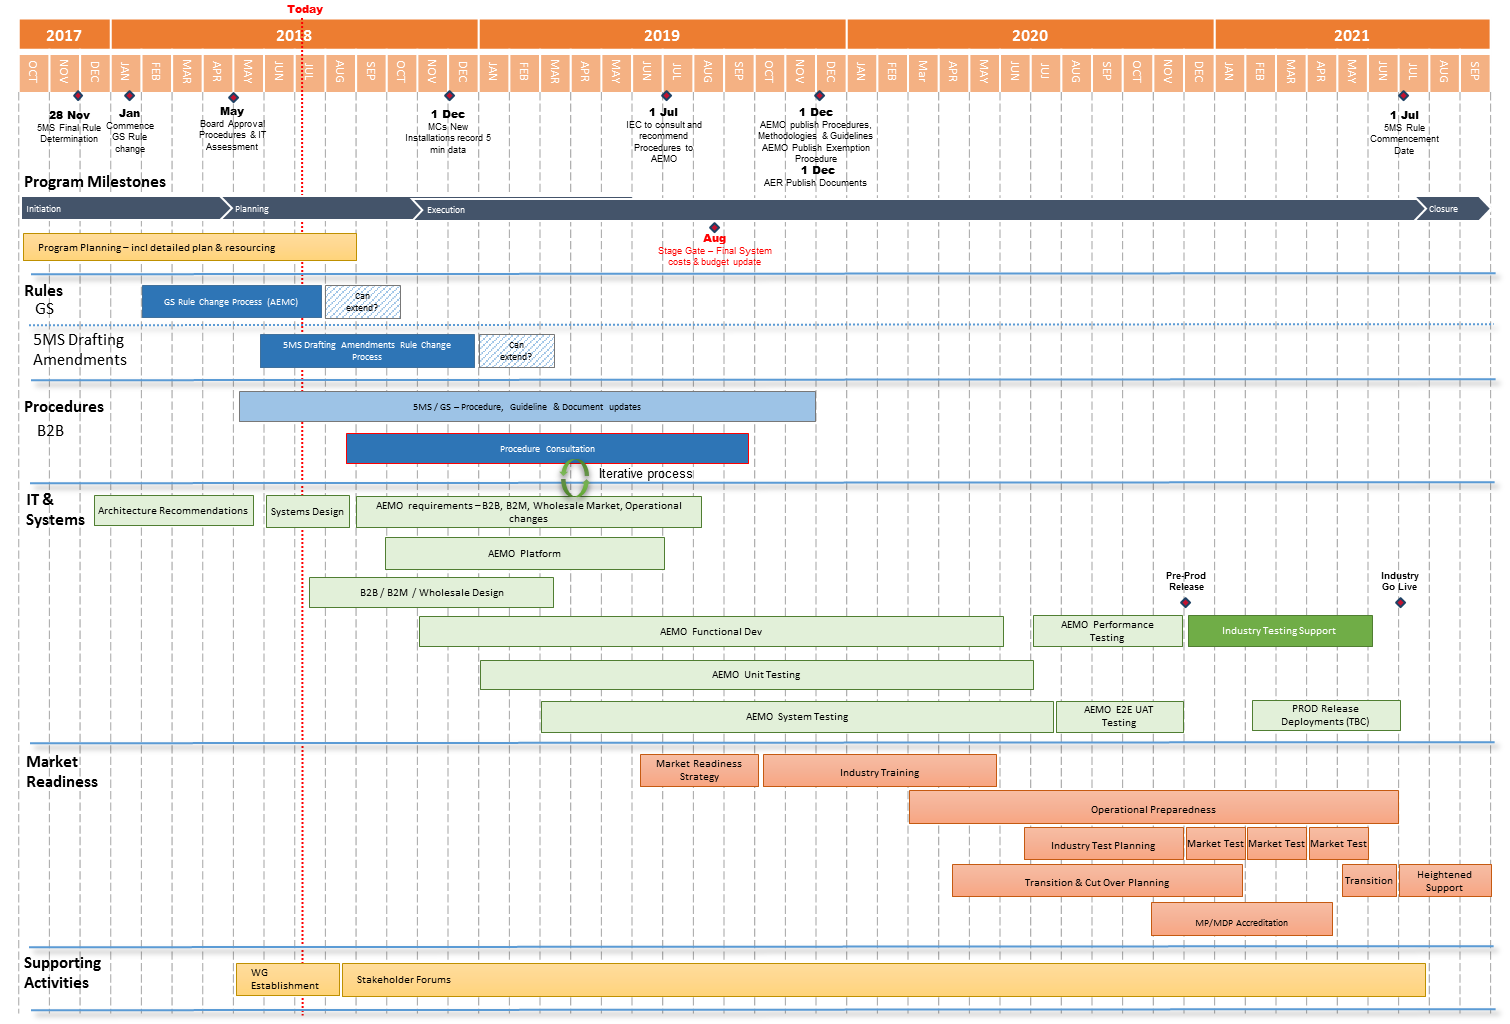 Today
2017
2018
2019
2020
2021
OCT NOV DEC JAN FEB MAR APR MAY JUN JUL AUG SEP OCT NOV DEC JAN FEB MAR APR MAY JUN JUL AUG SEP OCT NOV DEC JAN FEB Mar APR MAY JUN JUJ AUG SEP OCT NOV DEC JAN FEB MAR APR MAY JUN JUL AUG SEP
28 Nov
5MS Final Rule
Determination
Jan
Commence
GS Rule
change
May
Board Approval
Procedures & IT
Assessment
1 Dec
MCs New
Installations record 5
min data
1 Jul
IEC to consult and
recommend
Procedures to
AEMO
1 Dec
AEMO publish Procedures,
Methodologies & Guidelines
AEMO Publish Exemption
Procedure
1 Dec
AER Publish Documents
1 Jul
5MS Rule
Commencement
Date
Program Milestones
Initiation
Planning
Execution
Closure
Program Planning – incl detailed plan & resourcing
Aug
Stage Gate – Final System
costs & budget update
Rules
GS
GS Rule Change Process (AEMC)
Can
extend?
5MS Drafting
Amendments
5MS Drafting Amendments Rule Change
Process
Can
extend?
Procedures
5MS / GS – Procedure, Guideline & Document updates
B2B
Procedure Consultation
Iterative process
IT &
Systems
Architecture Recommendations
Systems Design
AEMO requirements – B2B, B2M, Wholesale Market, Operational
changes
AEMO Platform
B2B / B2M / Wholesale Design
Pre-Prod
Release
Industry
Go Live
AEMO Functional Dev
AEMO Performance
Testing
Industry Testing Support
AEMO Unit Testing
AEMO System Testing
AEMO E2E UAT
Testing
PROD Release
Deployments (TBC)
Market
Readiness
Market Readiness
Strategy
Industry Training
Operational Preparedness
Industry Test Planning
Market Test
Market Test
Market Test
Transition & Cut Over Planning
Transition
Heightened
Support
MP/MDP Accreditation
Supporting
Activities
WG
Establishment
Stakeholder Forums